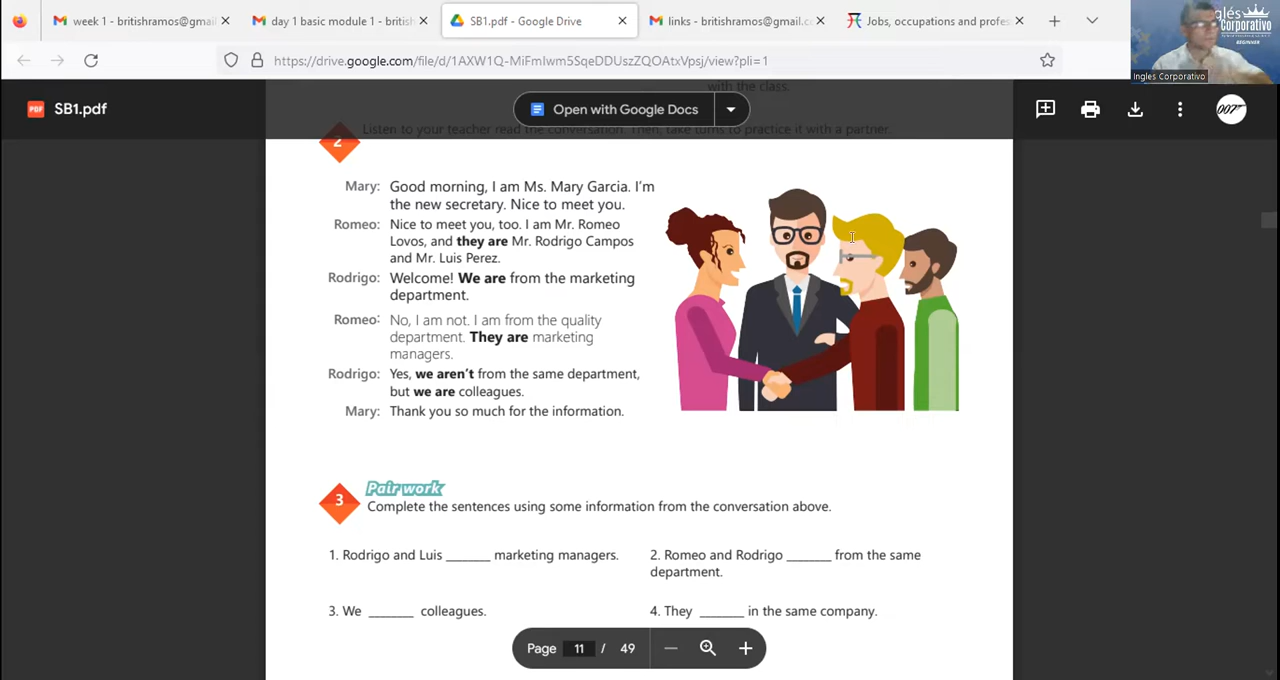 week 1 - britishramos@gmail
day 1 basic module 1 - british
SB1.pdf - Google Drive
links - britishramos@gmail.c
Jobs, occupations and profes
https://drive.google.com/file/d/1AXW1Q-MiFmIwm5SqeDDUszZQOAtxVpsj/view?pli=1
glés
Corporativo
BEGINNER
Ingles Corporativo
PDF
SB1.pdf
Open with Google Docs
007
with the class.
2
Listen to your teacher read the conversation. Then, take turns to practice it with a partner.
Mary: Good morning, I am Ms. Mary Garcia. I'm
the new secretary. Nice to meet you.
Romeo: Nice to meet you, too. I am Mr. Romeo
Lovos, and they are Mr. Rodrigo Campos
and Mr. Luis Perez.
Rodrigo: Welcome! We are from the marketing
department.
Romeo: No, I am not. I am from the quality
department. They are marketing
managers.
Rodrigo: Yes, we aren't from the same department,
but we are colleagues.
Mary: Thank you so much for the information.
3
Pair work
Complete the sentences using some information from the conversation above.
1. Rodrigo and Luis _______ marketing managers.
2. Romeo and Rodrigo _______ from the same
department.
3. We _______ colleagues.
4. They _______ in the same company.
Page 11 / 49